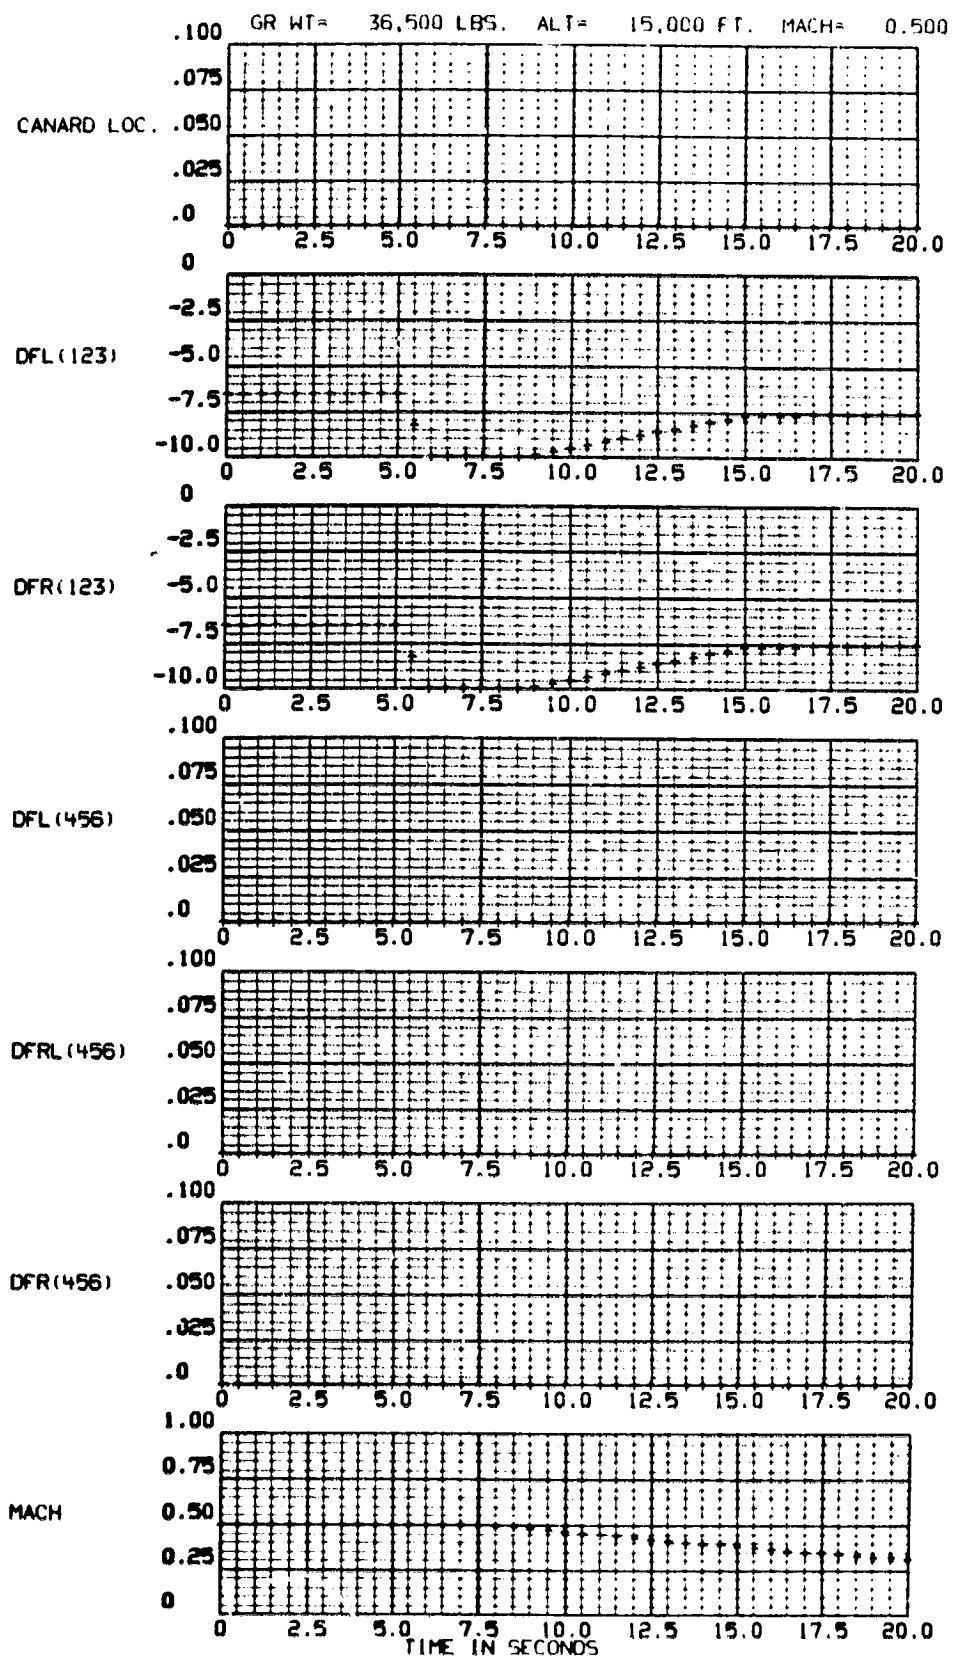 GR WT= 36,500 LBS. ALT= 15,000 FT. MACH= 0.500
.100
.075
CANARD LOC. .050
.025
.0
0 2.5 5.0 7.5 10.0 12.5 15.0 17.5 20.0
0
-2.5
DFL(123) -5.0
-7.5
-10.0
0 2.5 5.0 7.5 10.0 12.5 15.0 17.5 20.0
0
-2.5
DFR(123) -5.0
-7.5
-10.0
0 2.5 5.0 7.5 10.0 12.5 15.0 17.5 20.0
.100
.075
DFL(456) .050
.025
.0
0 2.5 5.0 7.5 10.0 12.5 15.0 17.5 20.0
.100
.075
DFRL(456) .050
.025
.0
0 2.5 5.0 7.5 10.0 12.5 15.0 17.5 20.0
.100
.075
DFR(456) .050
.025
.0
0 2.5 5.0 7.5 10.0 12.5 15.0 17.5 20.0
1.00
0.75
MACH 0.50
0.25
0
0 2.5 5.0 7.5 10.0 12.5 15.0 17.5 20.0
TIME IN SECONDS